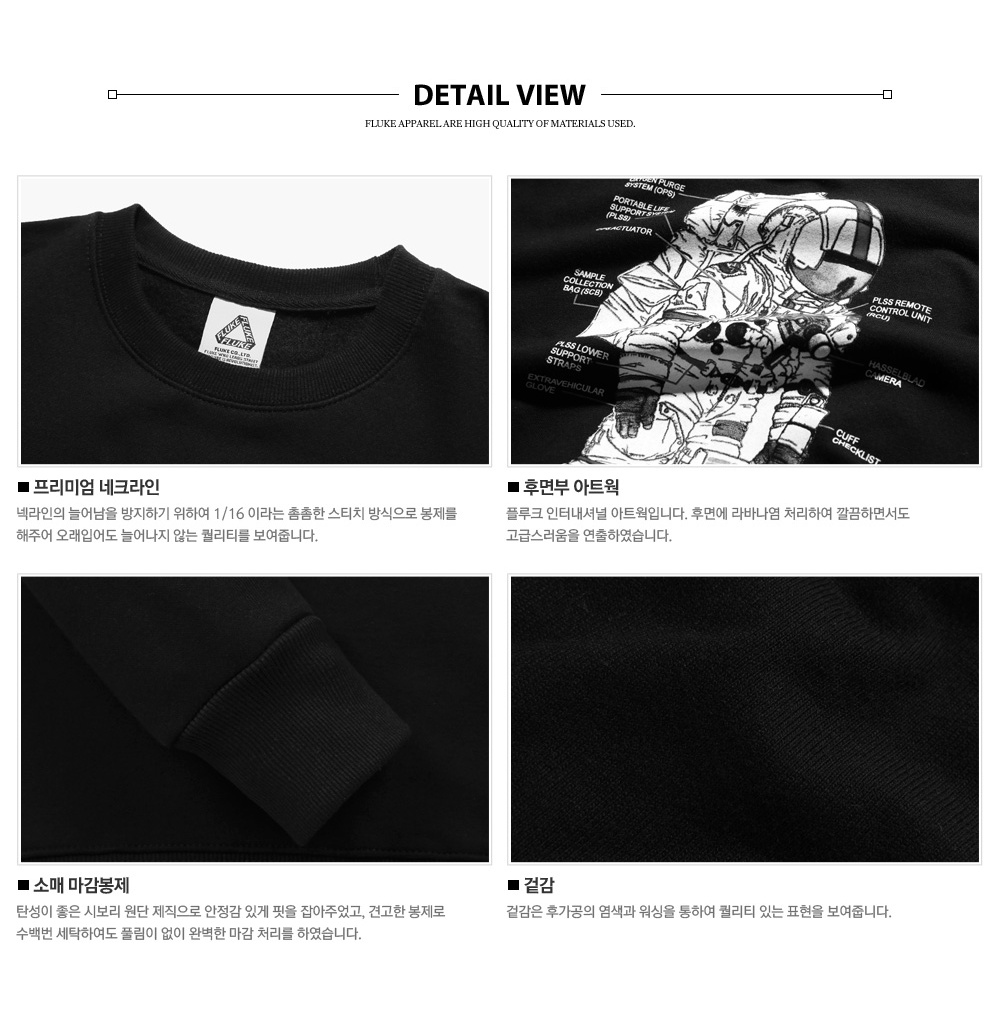 DETAIL VIEW
FLUKE APPAREL ARE HIGH QUALITY OF MATERIALS USED.
FLUKE
FLUKE
FLUKE
FLUKE CO.,LTD.
OXYGEN PURGE
SYSTEM (OPS)
PORTABLE LIFE
SUPPORT SYSTEM
(PLSS)
OPS ACTUATOR
SAMPLE
COLLECTION
BAG (SCB)
PLSS REMOTE
CONTROL UNIT
(RCU)
PLSS LOWER
SUPPORT
STRAPS
HASSELBLAD
CAMERA
EXTRAVEHICULAR
GLOVE
CUFF
CHECKLIST
■ 프리미엄 네크라인
넥라인의 늘어남을 방지하기 위하여 1/16 이라는 촘촘한 스티치 방식으로 봉제를
해주어 오래입어도 늘어나지 않는 퀄리티를 보여줍니다.
■ 후면부 아트웍
플루크 인터내셔널 아트웍입니다. 후면에 라바나염 처리하여 깔끔하면서도
고급스러움을 연출하였습니다.
■ 소매 마감봉제
탄성이 좋은 시보리 원단 제직으로 안정감 있게 핏을 잡아주었고, 견고한 봉제로
수백번 세탁하여도 풀림이 없이 완벽한 마감 처리를 하였습니다.
■ 겉감
겉감은 후가공의 염색과 워싱을 통하여 퀄리티 있는 표현을 보여줍니다.